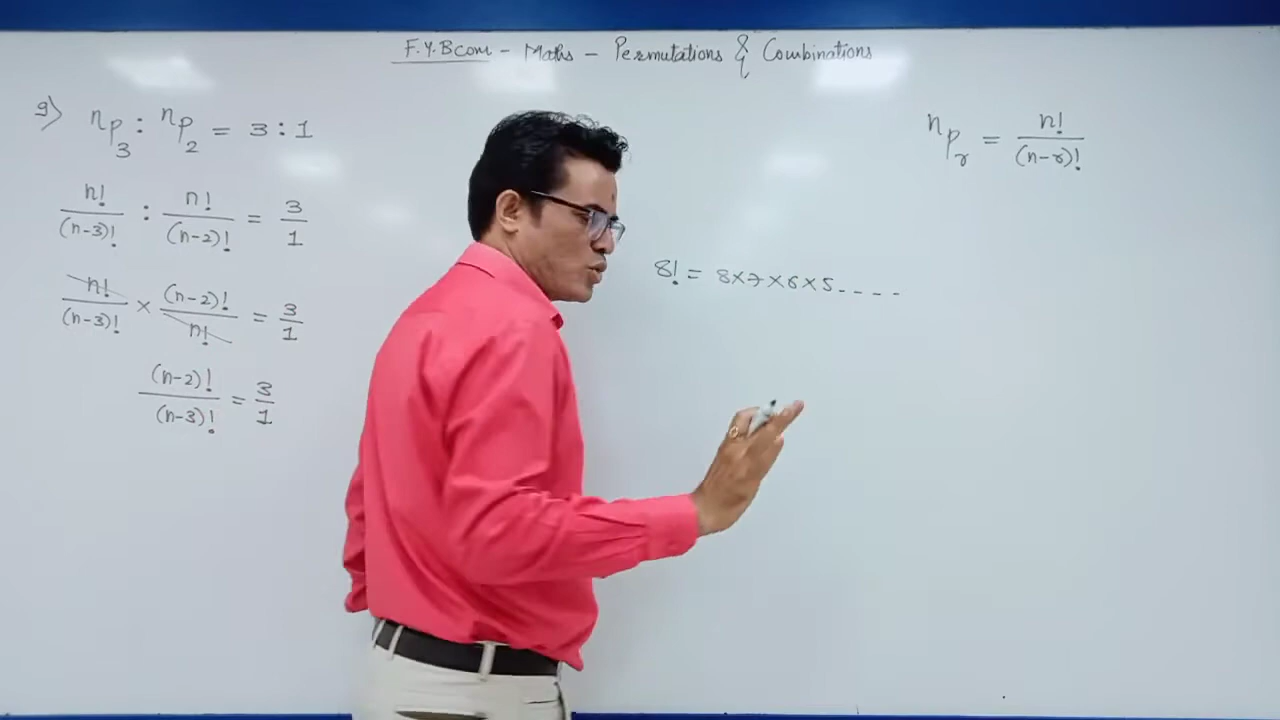 F.Y.BCom - Maths - Permutations & Combinations
9) nP3 : nP2 = 3 : 1
n!/(n-3)! : n!/(n-2)! = 3/1
n!/(n-3)! × (n-2)!/n! = 3/1
(n-2)!/(n-3)! = 3/1
8! = 8×7×6×5----
nPr = n!/(n-r)!